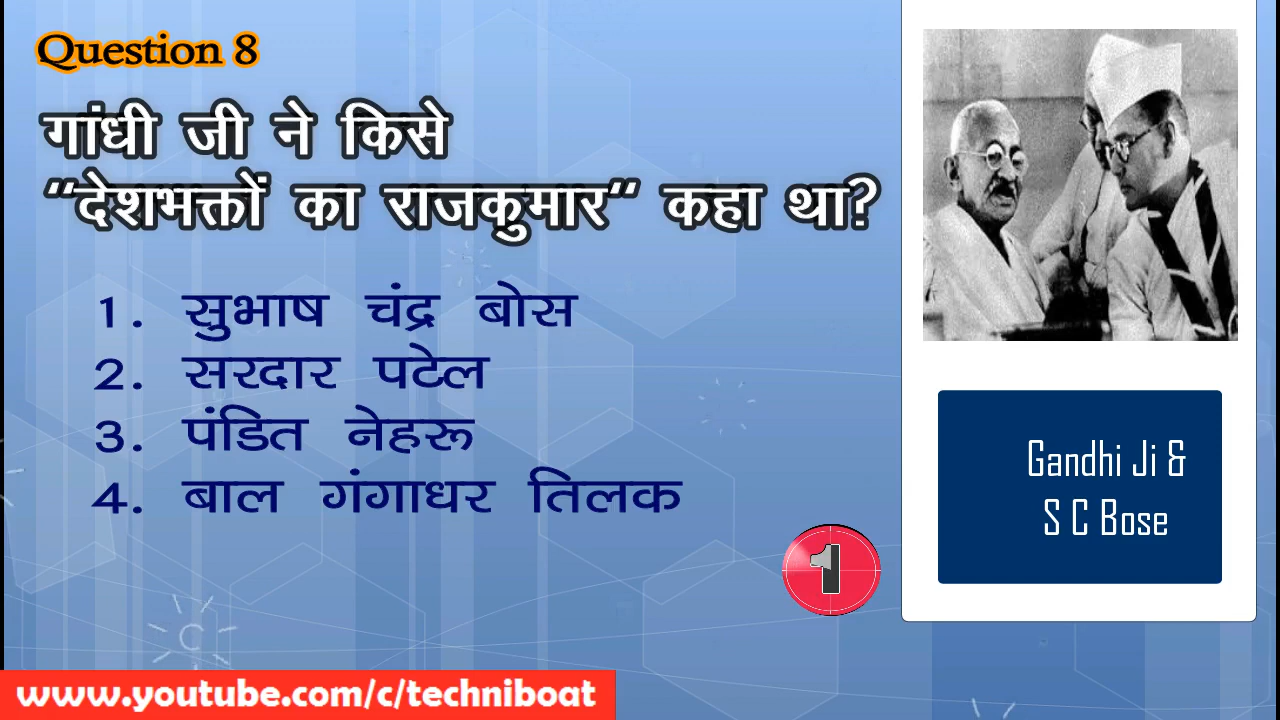 Question 8
गांधी जी ने किसे
"देशभक्तों का राजकुमार" कहा था?
1. सुभाष चंद्र बोस
2. सरदार पटेल
3. पंडित नेहरू
4. बाल गंगाधर तिलक
1
Gandhi Ji &
S C Bose
www.youtube.com/c/techniboat